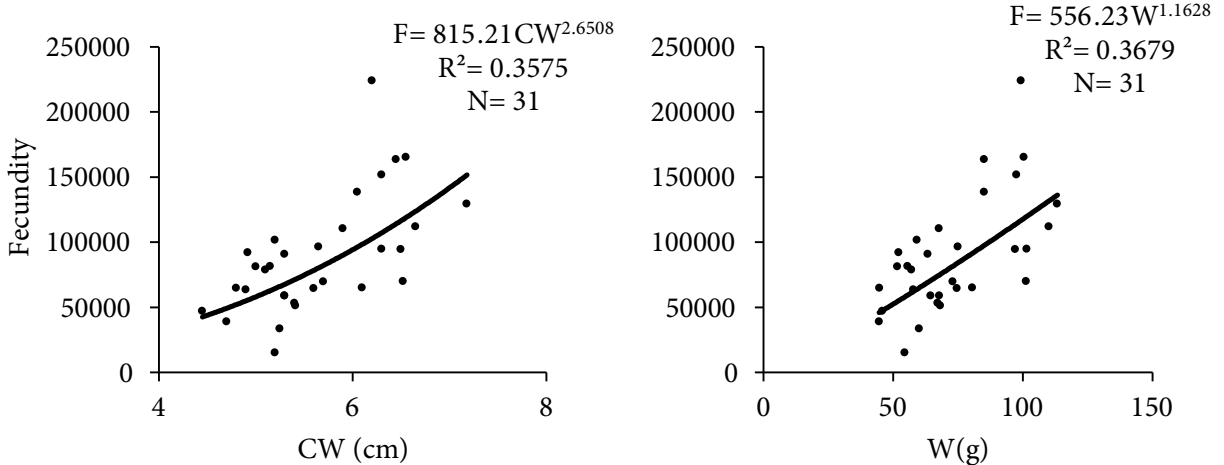 F= 815.21CW^2.6508
R²= 0.3575
N= 31
250000
200000
150000
100000
50000
0
Fecundity
4
6
8
CW (cm)
F= 556.23W^1.1628
R²= 0.3679
N= 31
250000
200000
150000
100000
50000
0
0
50
100
150
W(g)